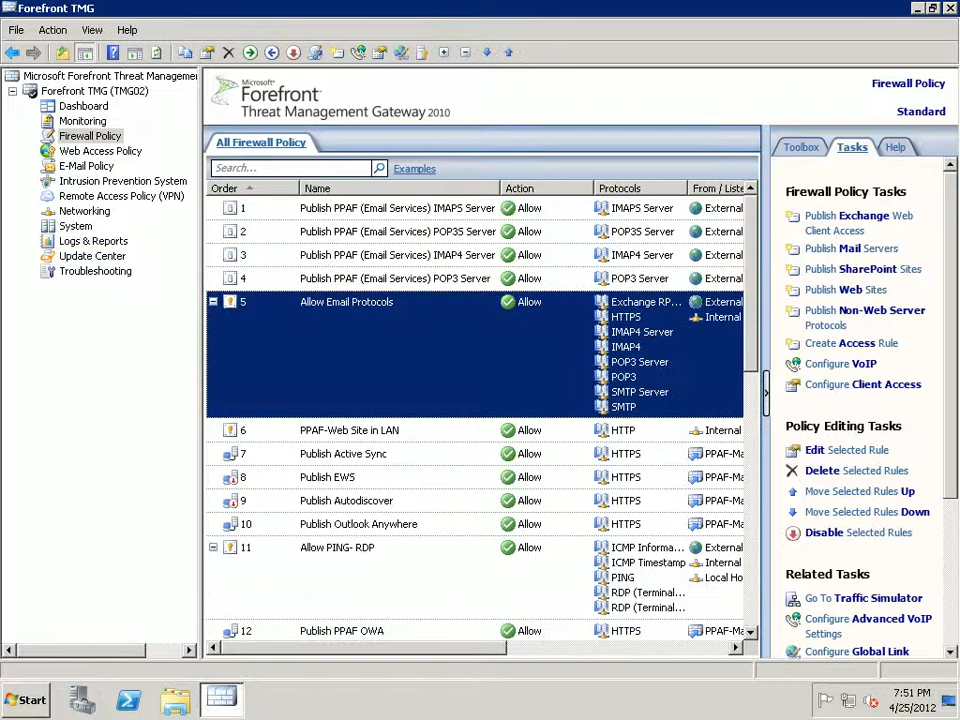 Forefront TMG
File Action View Help
Microsoft Forefront Threat Manageme
Forefront TMG (TMG02)
Dashboard
Monitoring
Firewall Policy
Web Access Policy
E-Mail Policy
Intrusion Prevention System
Remote Access Policy (VPN)
Networking
System
Logs & Reports
Update Center
Troubleshooting
Microsoft
Forefront
Threat Management Gateway 2010
Firewall Policy
Standard
All Firewall Policy
Search... Examples
Order Name Action Protocols From / Liste
1 Publish PPAF (Email Services) IMAPS Server Allow IMAPS Server External
2 Publish PPAF (Email Services) POP3S Server Allow POP3S Server External
3 Publish PPAF (Email Services) IMAP4 Server Allow IMAP4 Server External
4 Publish PPAF (Email Services) POP3 Server Allow POP3 Server External
5 Allow Email Protocols Allow Exchange RP... External
HTTPS Internal
IMAP4 Server
IMAP4
POP3 Server
POP3
SMTP Server
SMTP
6 PPAF-Web Site in LAN Allow HTTP Internal
7 Publish Active Sync Allow HTTPS PPAF-Ma
8 Publish EWS Allow HTTPS PPAF-Ma
9 Publish Autodiscover Allow HTTPS PPAF-Ma
10 Publish Outlook Anywhere Allow HTTPS PPAF-Ma
11 Allow PING- RDP Allow ICMP Informa... External
ICMP Timestamp Internal
PING Local Ho
RDP (Terminal...
RDP (Terminal...
12 Publish PPAF OWA Allow HTTPS PPAF-Ma
Toolbox Tasks Help
Firewall Policy Tasks
Publish Exchange Web
Client Access
Publish Mail Servers
Publish SharePoint Sites
Publish Web Sites
Publish Non-Web Server
Protocols
Create Access Rule
Configure VoIP
Configure Client Access
Policy Editing Tasks
Edit Selected Rule
Delete Selected Rules
Move Selected Rules Up
Move Selected Rules Down
Disable Selected Rules
Related Tasks
Go To Traffic Simulator
Configure Advanced VoIP
Settings
Configure Global Link
Start
7:51 PM
4/25/2012